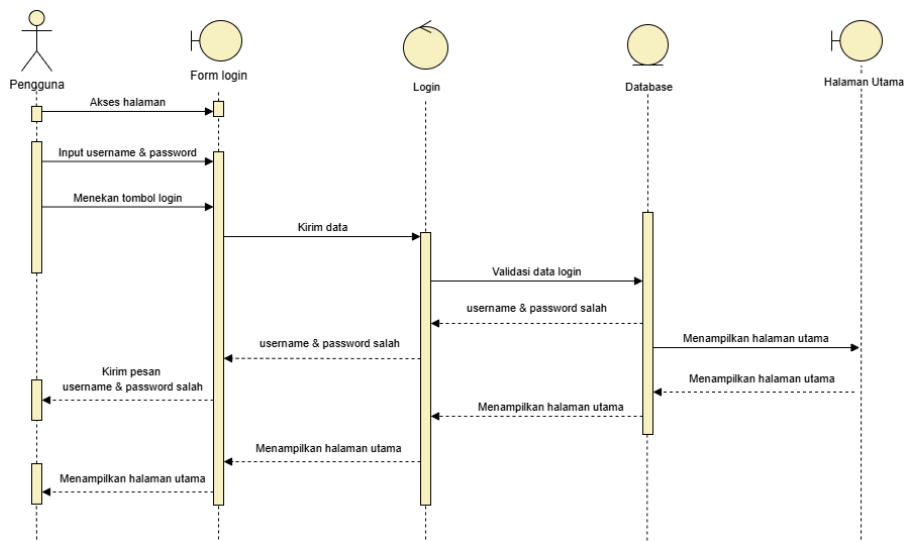 Pengguna
Form login
Login
Database
Halaman Utama
Akses halaman
Input username & password
Menekan tombol login
Kirim data
Validasi data login
username & password salah
Menampilkan halaman utama
username & password salah
Kirim pesan
username & password salah
Menampilkan halaman utama
Menampilkan halaman utama
Menampilkan halaman utama
Menampilkan halaman utama